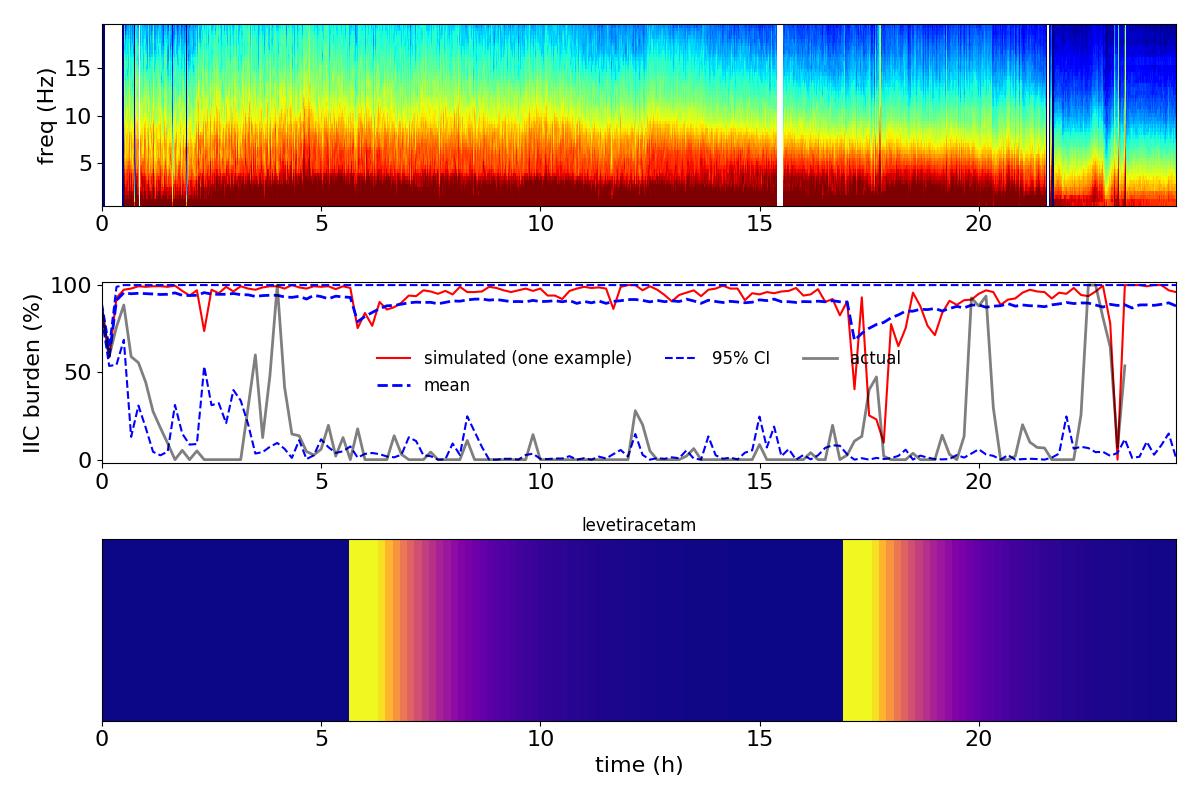 freq (Hz)
15
10
5
0 5 10 15 20
IIC burden (%)
100
50
0
simulated (one example) 95% CI actual
mean
0 5 10 15 20
levetiracetam
0 5 10 15 20
time (h)